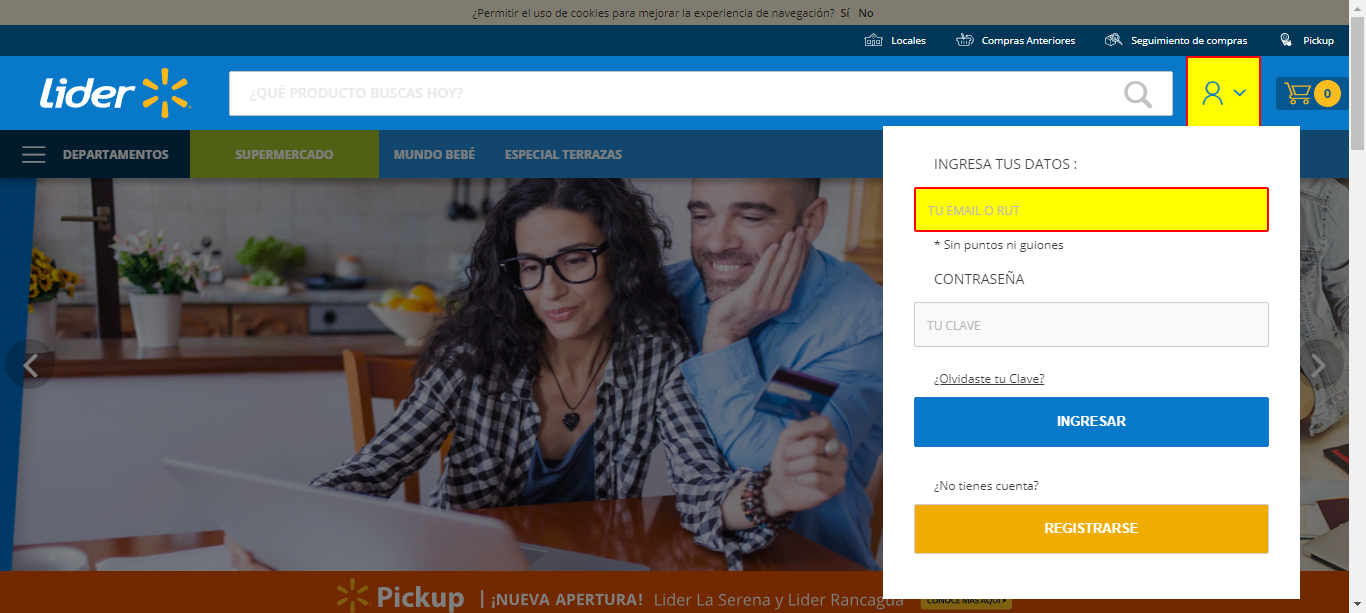 ¿Permitir el uso de cookies para mejorar la experiencia de navegación? Sí No
Locales Compras Anteriores Seguimiento de compras Pickup
Lider ¿QUÉ PRODUCTO BUSCAS HOY? 0
DEPARTAMENTOS SUPERMERCADO MUNDO BEBÉ ESPECIAL TERRAZAS
INGRESA TUS DATOS :
TU EMAIL O RUT
* Sin puntos ni guiones
CONTRASEÑA
TU CLAVE
¿Olvidaste tu Clave?
INGRESAR
¿No tienes cuenta?
REGISTRARSE
Pickup | ¡NUEVA APERTURA! Lider La Serena y Lider Rancagua CONOCE MÁS AQUÍ